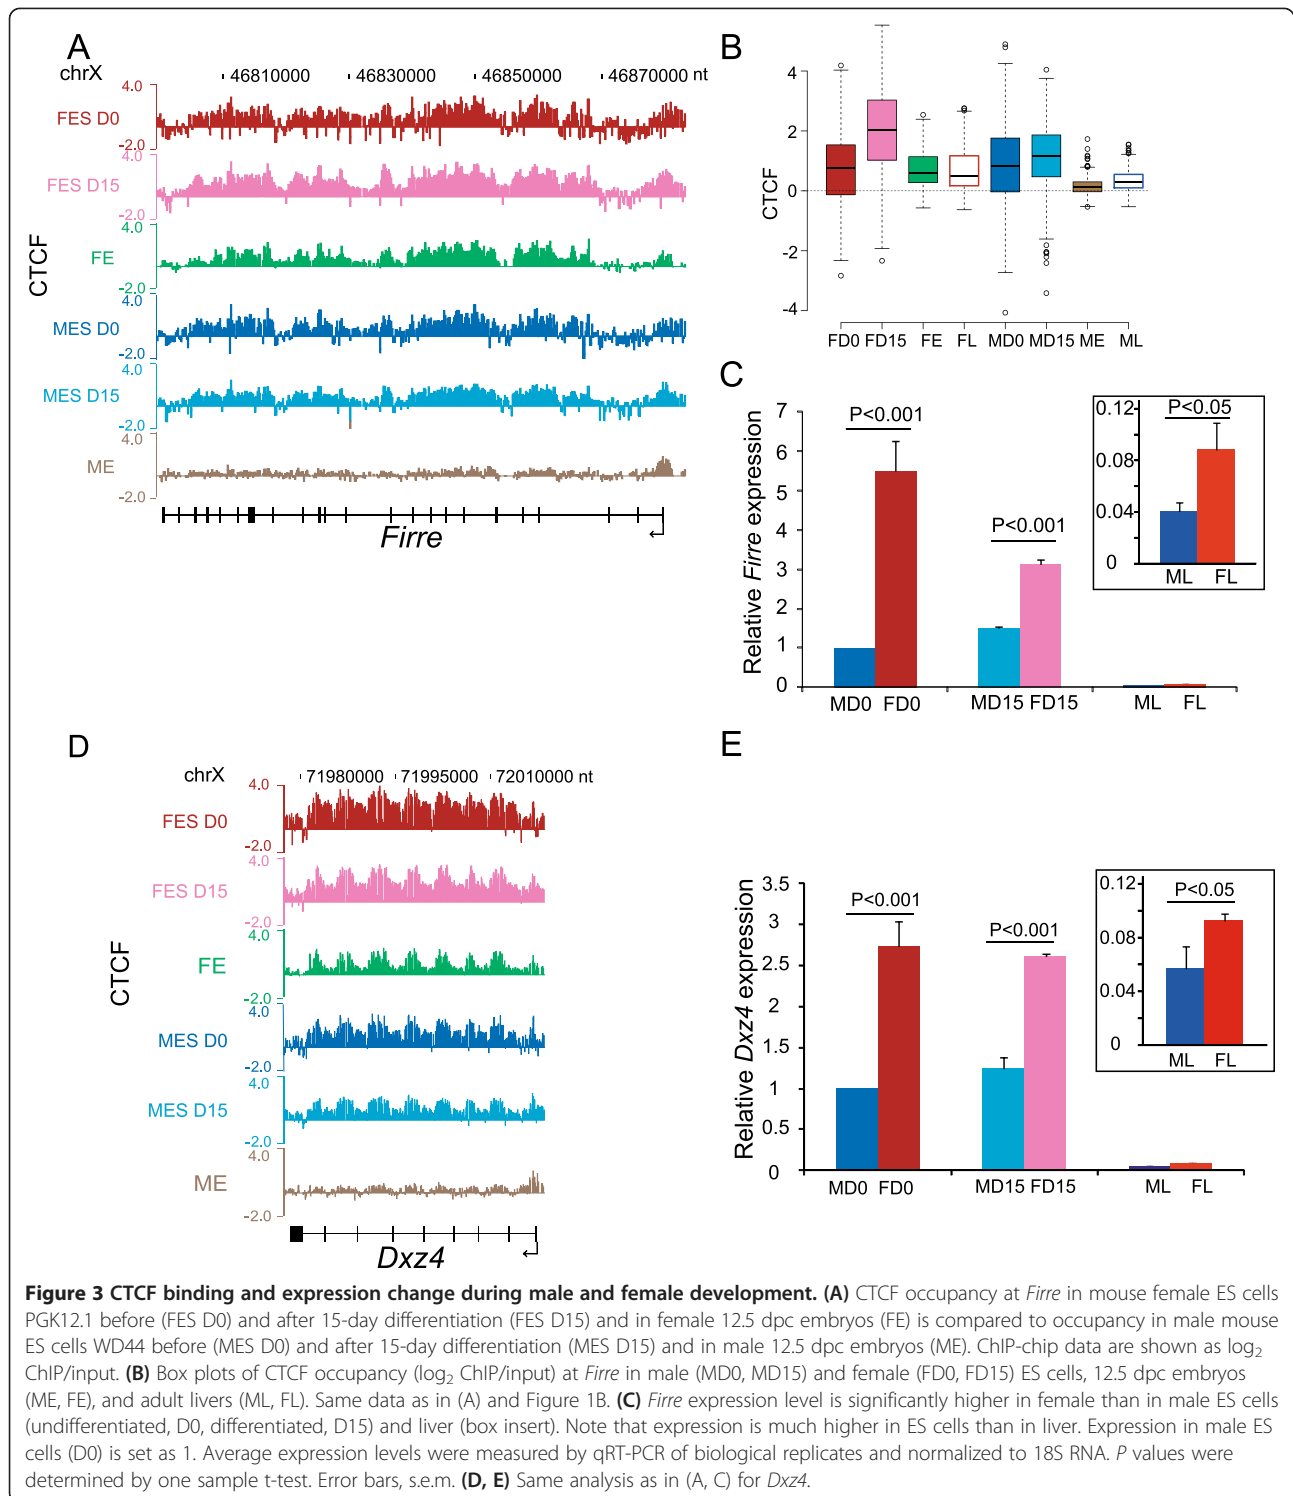 A
chrX
46810000
46830000
46850000
46870000 nt
CTCF
4.0
FES D0
-2.0
4.0
FES D15
-2.0
4.0
FE
-2.0
4.0
MES D0
-2.0
4.0
MES D15
-2.0
4.0
ME
-2.0
Firre
B
CTCF
4
2
0
-2
-4
FD0 FD15 FE FL MD0 MD15 ME ML
C
Relative Firre expression
7
6
5
4
3
2
1
0
P<0.001
P<0.001
MD0 FD0
MD15 FD15
ML FL
0.12
P<0.05
0.08
0.04
0
ML FL
D
chrX
71980000
71995000
72010000 nt
CTCF
4.0
FES D0
-2.0
4.0
FES D15
-2.0
4.0
FE
-2.0
4.0
MES D0
-2.0
4.0
MES D15
-2.0
4.0
ME
-2.0
Dxz4
E
Relative Dxz4 expression
3.5
3
2.5
2
1.5
1
0.5
0
P<0.001
P<0.001
MD0 FD0
MD15 FD15
ML FL
0.12
P<0.05
0.08
0.04
0
ML FL
Figure 3 CTCF binding and expression change during male and female development. (A) CTCF occupancy at Firre in mouse female ES cells
PGK12.1 before (FES D0) and after 15-day differentiation (FES D15) and in female 12.5 dpc embryos (FE) is compared to occupancy in male mouse
ES cells WD44 before (MES D0) and after 15-day differentiation (MES D15) and in male 12.5 dpc embryos (ME). ChIP-chip data are shown as log₂
ChIP/input. (B) Box plots of CTCF occupancy (log₂ ChIP/input) at Firre in male (MD0, MD15) and female (FD0, FD15) ES cells, 12.5 dpc embryos
(ME, FE), and adult livers (ML, FL). Same data as in (A) and Figure 1B. (C) Firre expression level is significantly higher in female than in male ES cells
(undifferentiated, D0, differentiated, D15) and liver (box insert). Note that expression is much higher in ES cells than in liver. Expression in male ES
cells (D0) is set as 1. Average expression levels were measured by qRT-PCR of biological replicates and normalized to 18S RNA. P values were
determined by one sample t-test. Error bars, s.e.m. (D, E) Same analysis as in (A, C) for Dxz4.